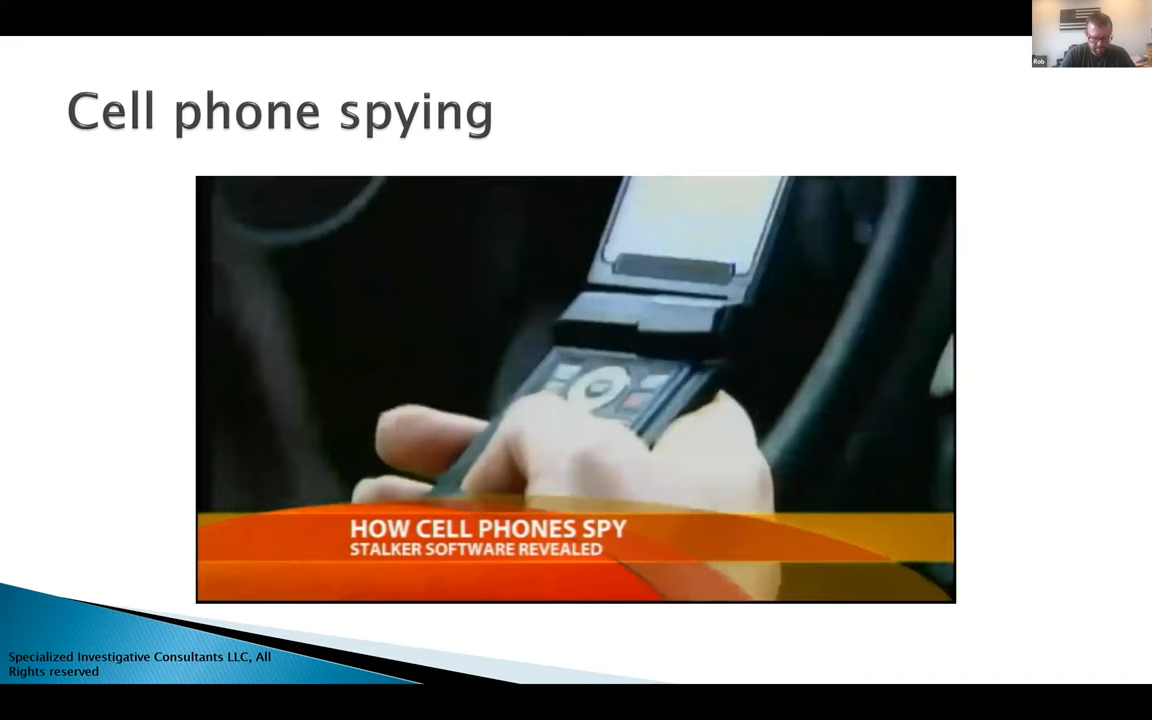 Rob
Cell phone spying
HOW CELL PHONES SPY
STALKER SOFTWARE REVEALED
Specialized Investigative Consultants LLC, All
Rights reserved